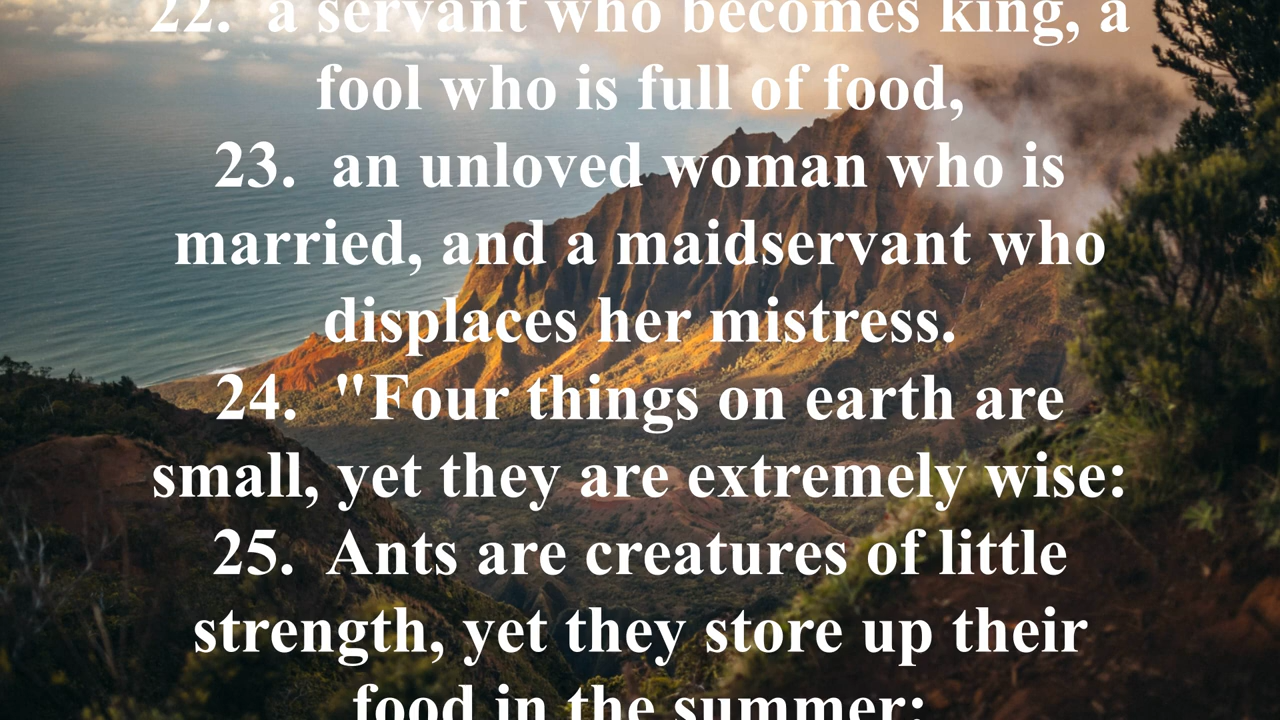 22.  a servant who becomes king, a
fool who is full of food,
23.  an unloved woman who is
married, and a maidservant who
displaces her mistress.
24.  "Four things on earth are
small, yet they are extremely wise:
25.  Ants are creatures of little
strength, yet they store up their
food in the summer;